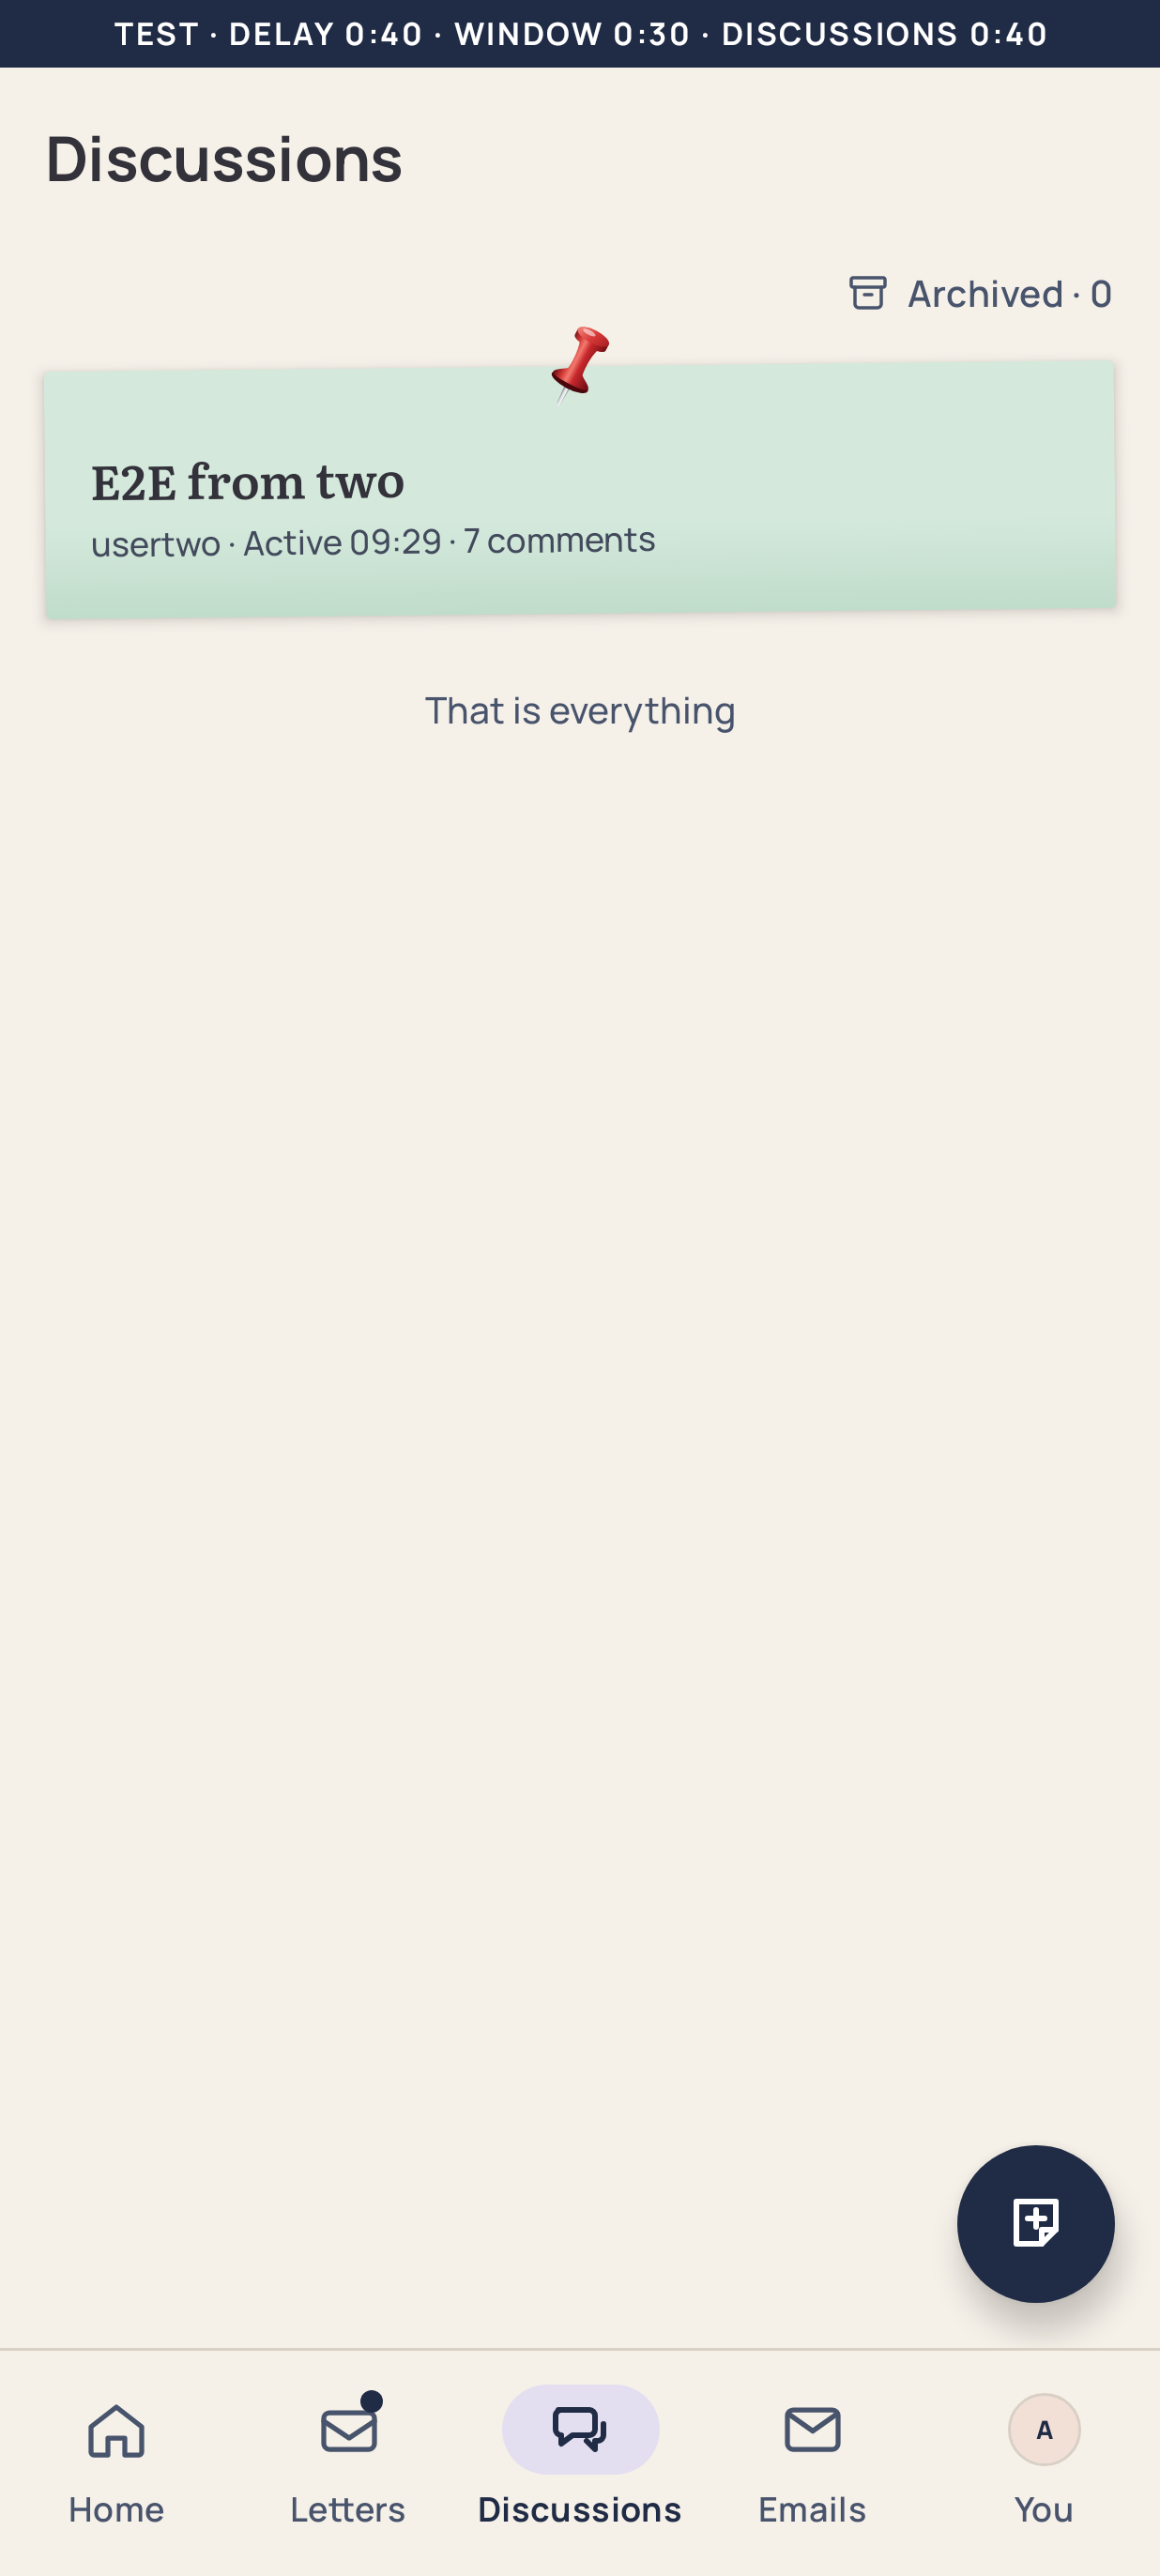 TEST · DELAY 0:40 · WINDOW 0:30 · DISCUSSIONS 0:40
Discussions
Archived · 0
E2E from two
usertwo · Active 09:29 · 7 comments
That is everything
A
Home
Letters
Discussions
Emails
You